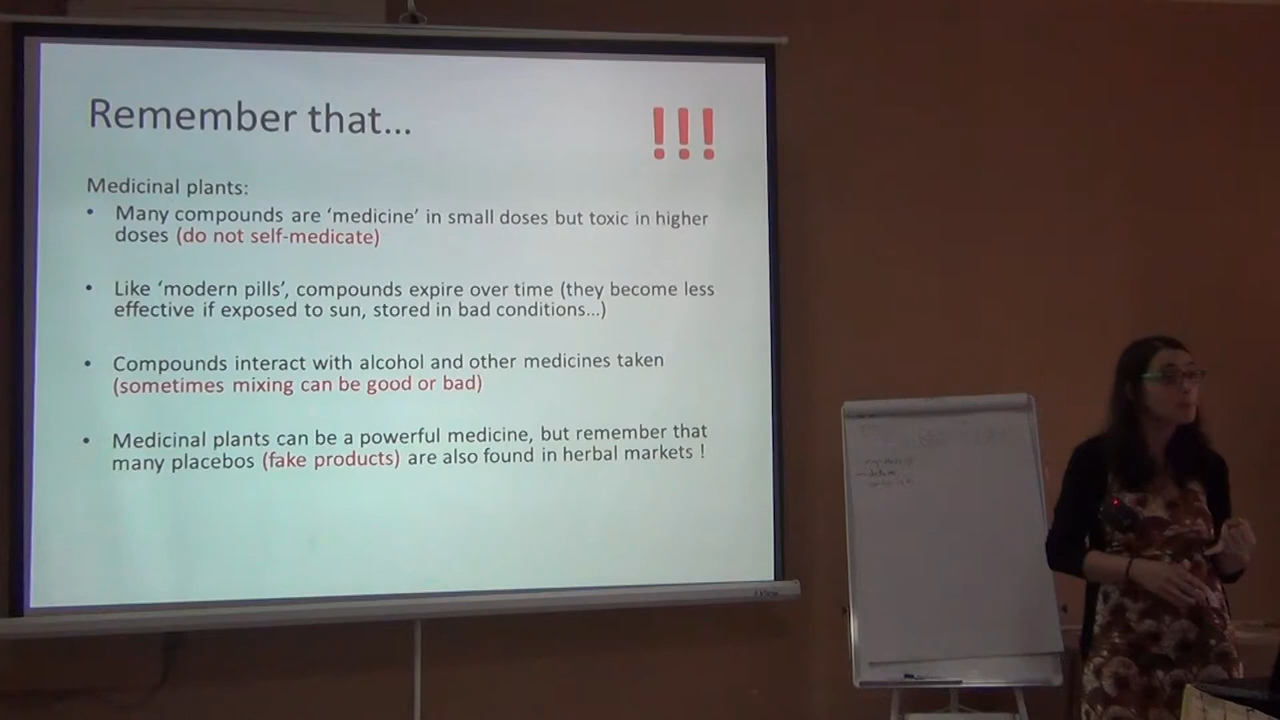 Remember that...
!!!
Medicinal plants:
• Many compounds are ‘medicine’ in small doses but toxic in higher
doses (do not self-medicate)
• Like ‘modern pills’, compounds expire over time (they become less
effective if exposed to sun, stored in bad conditions...)
• Compounds interact with alcohol and other medicines taken
(sometimes mixing can be good or bad)
• Medicinal plants can be a powerful medicine, but remember that
many placebos (fake products) are also found in herbal markets !